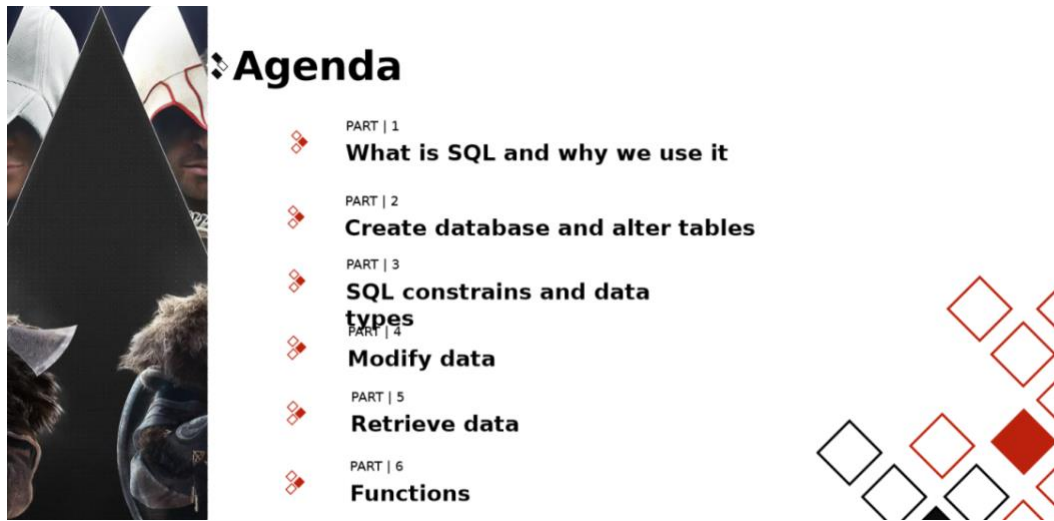 Agenda
PART | 1
What is SQL and why we use it
PART | 2
Create database and alter tables
PART | 3
SQL constrains and data
types
PART | 4
Modify data
PART | 5
Retrieve data
PART | 6
Functions